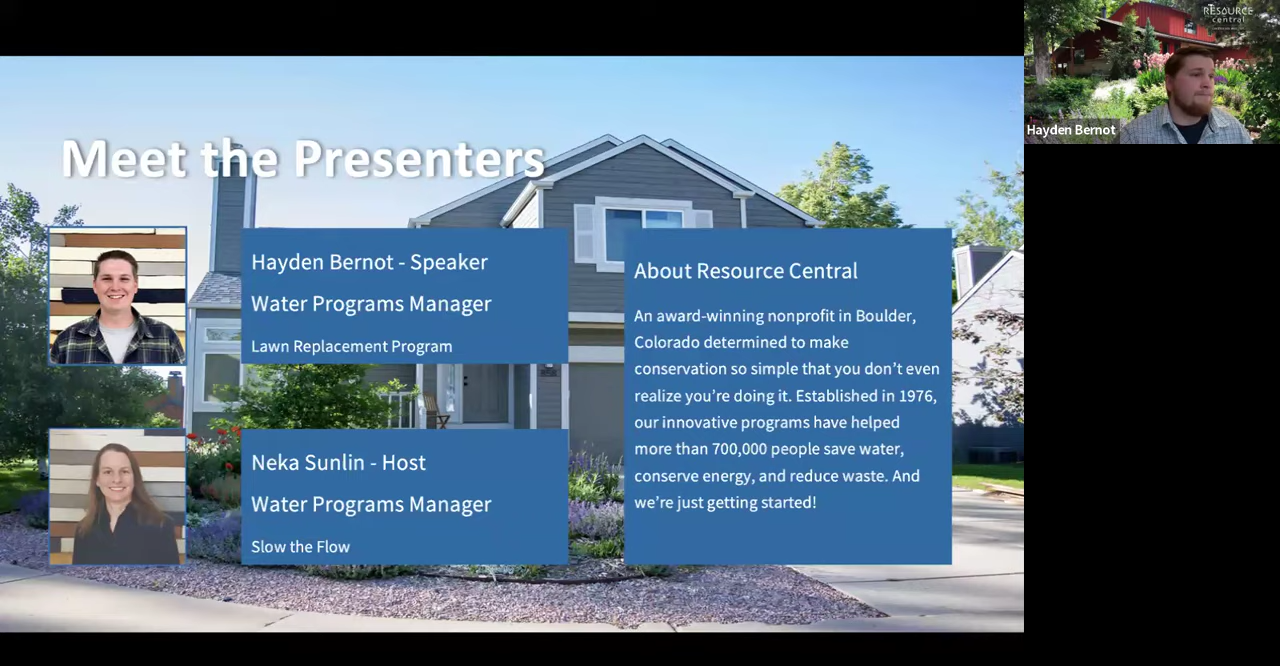 RESOURCE
central
Hayden Bernot
Meet the Presenters
Hayden Bernot - Speaker
Water Programs Manager
Lawn Replacement Program
Neka Sunlin - Host
Water Programs Manager
Slow the Flow
About Resource Central
An award-winning nonprofit in Boulder,
Colorado determined to make
conservation so simple that you don’t even
realize you’re doing it. Established in 1976,
our innovative programs have helped
more than 700,000 people save water,
conserve energy, and reduce waste. And
we’re just getting started!